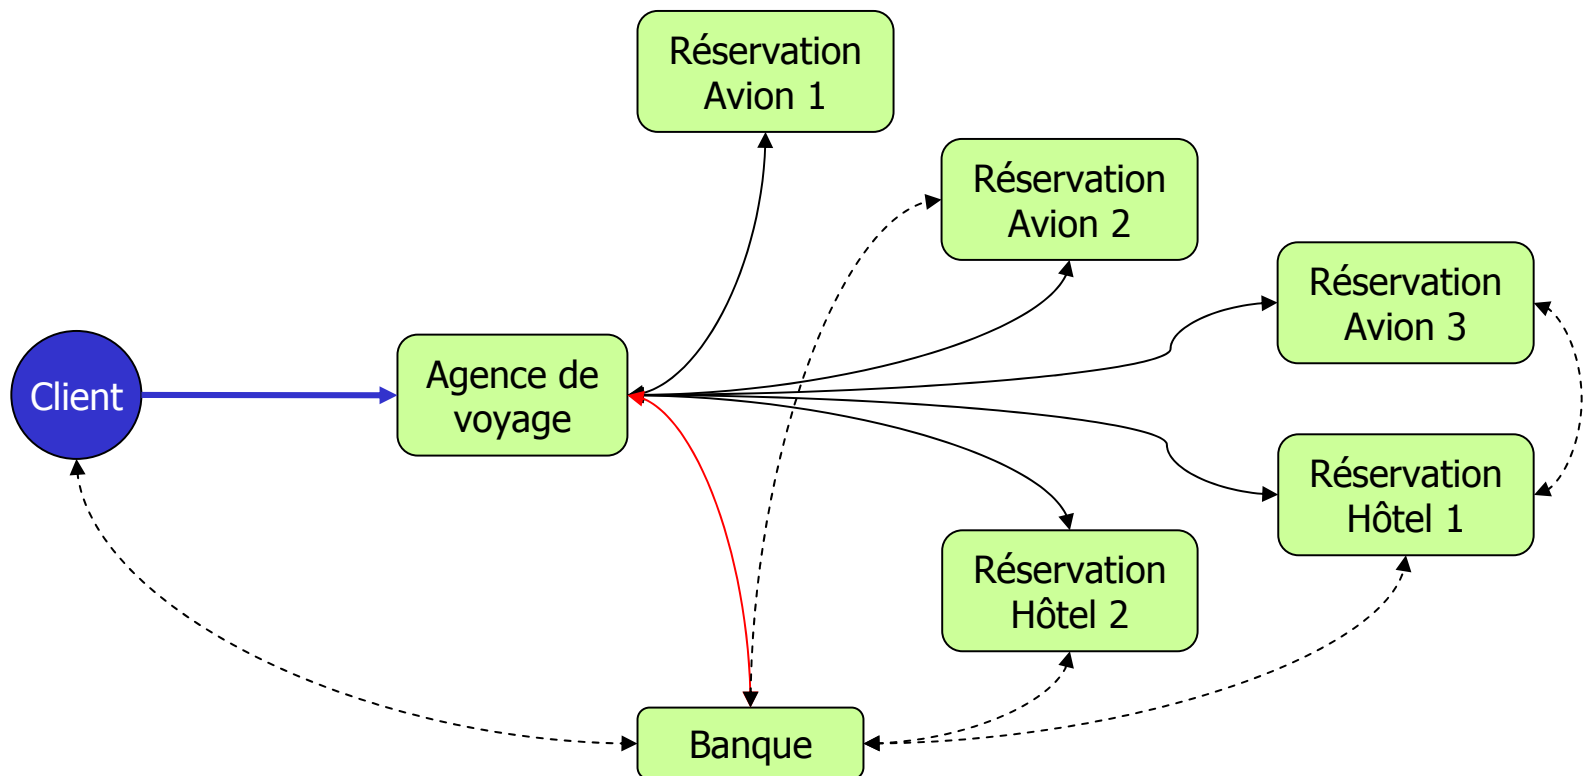 Réservation
Avion 1
Réservation
Avion 2
Réservation
Avion 3
Client
Agence de
voyage
Réservation
Hôtel 1
Réservation
Hôtel 2
Banque